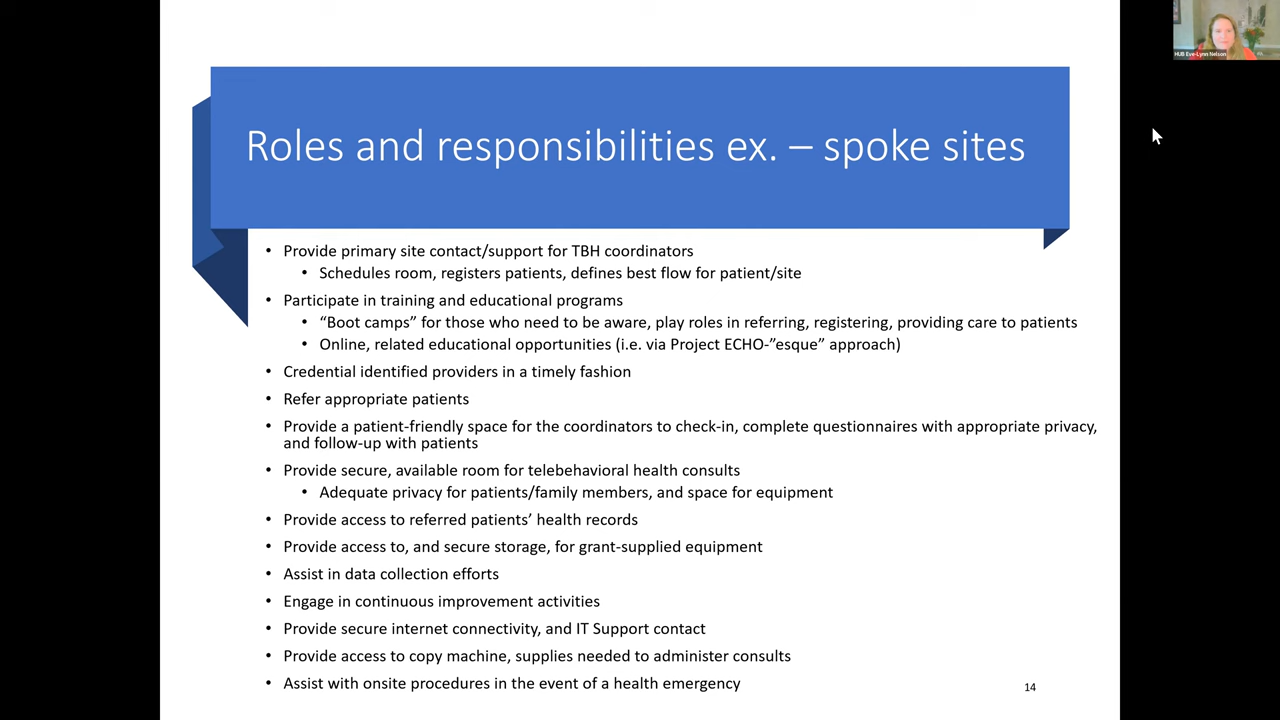 HUB Eve-Lynn Nelson
Roles and responsibilities ex. – spoke sites
• Provide primary site contact/support for TBH coordinators
• Schedules room, registers patients, defines best flow for patient/site
• Participate in training and educational programs
• “Boot camps” for those who need to be aware, play roles in referring, registering, providing care to patients
• Online, related educational opportunities (i.e. via Project ECHO-”esque” approach)
• Credential identified providers in a timely fashion
• Refer appropriate patients
• Provide a patient-friendly space for the coordinators to check-in, complete questionnaires with appropriate privacy,
and follow-up with patients
• Provide secure, available room for telebehavioral health consults
• Adequate privacy for patients/family members, and space for equipment
• Provide access to referred patients’ health records
• Provide access to, and secure storage, for grant-supplied equipment
• Assist in data collection efforts
• Engage in continuous improvement activities
• Provide secure internet connectivity, and IT Support contact
• Provide access to copy machine, supplies needed to administer consults
• Assist with onsite procedures in the event of a health emergency
14